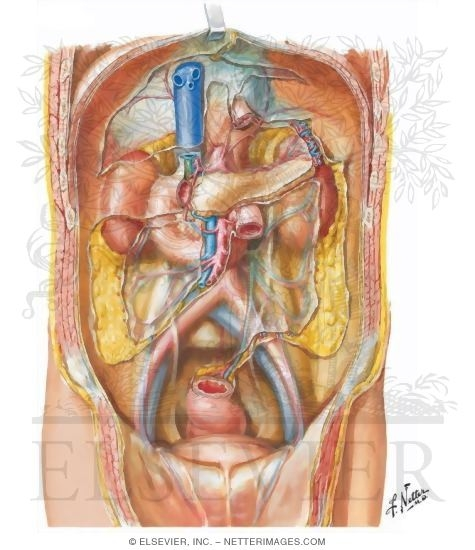 ELSEVIER
F. Netter
M.D.
© ELSEVIER, INC. – NETTERIMAGES.COM